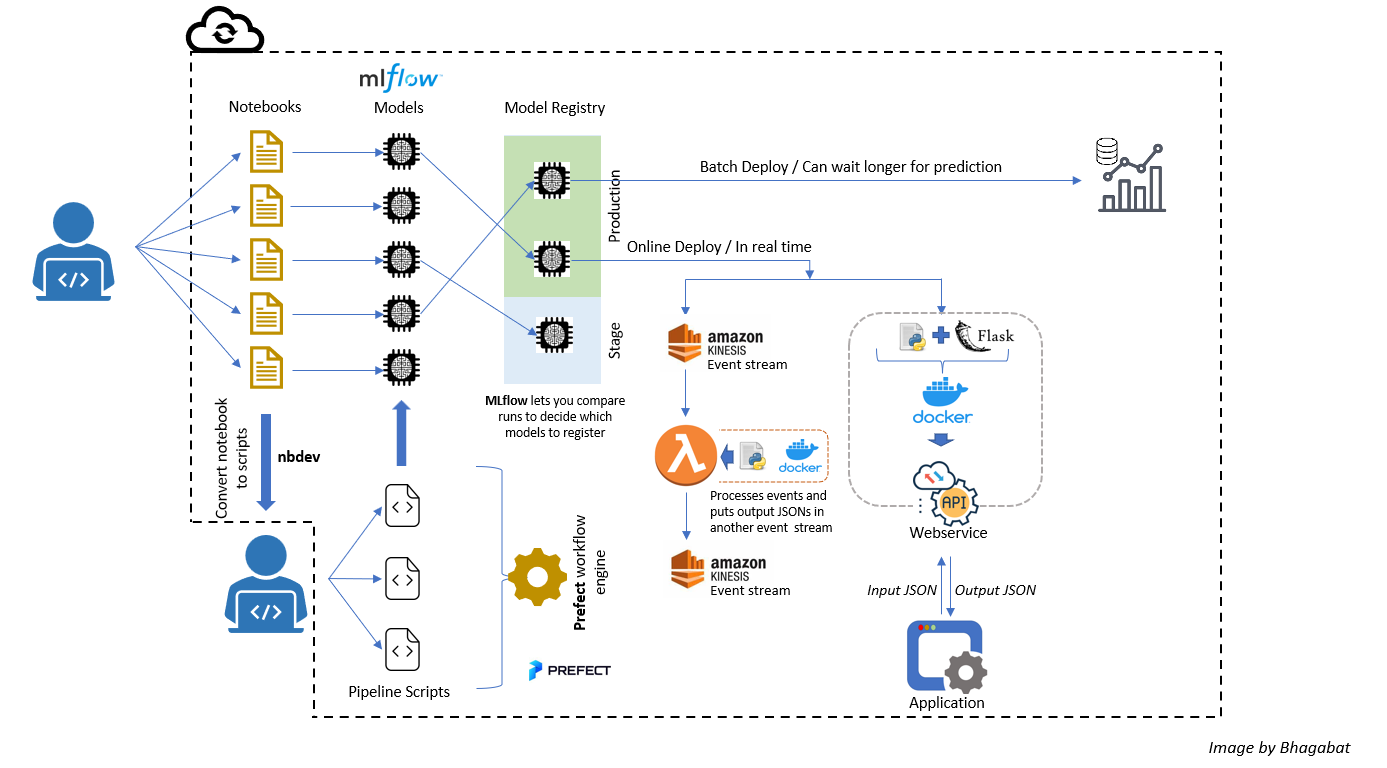 mlflow
Notebooks
Models
Model Registry
Production
Stage
Batch Deploy / Can wait longer for prediction
Online Deploy / In real time
MLflow lets you compare
runs to decide which
models to register
Convert notebook
to scripts
nbdev
amazon
KINESIS
Event stream
Flask
docker
λ
docker
Processes events and
puts output JSONs in
another event stream
amazon
KINESIS
Event stream
API
Webservice
Input JSON
Output JSON
Application
Prefect workflow
engine
PREFECT
Pipeline Scripts
Image by Bhagabat